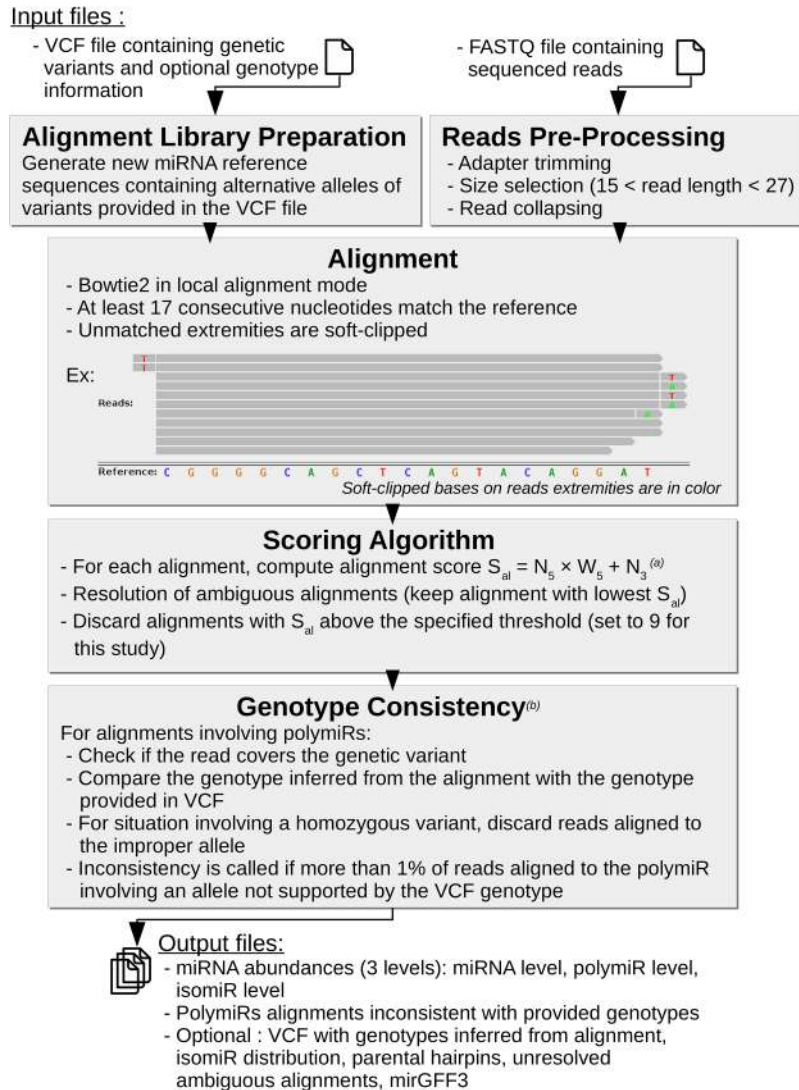 Input files :
- VCF file containing genetic
variants and optional genotype
information
- FASTQ file containing
sequenced reads
Alignment Library Preparation
Generate new miRNA reference
sequences containing alternative alleles of
variants provided in the VCF file
Reads Pre-Processing
- Adapter trimming
- Size selection (15 < read length < 27)
- Read collapsing
Alignment
- Bowtie2 in local alignment mode
- At least 17 consecutive nucleotides match the reference
- Unmatched extremities are soft-clipped
Ex:
T
T
T
A
Reads:
T
A
A
Reference: C G G G G C A G C T C A G T A C A G G A T
Soft-clipped bases on reads extremities are in color
Scoring Algorithm
- For each alignment, compute alignment score S_al = N_5 × W_5 + N_3 (a)
- Resolution of ambiguous alignments (keep alignment with lowest S_al)
- Discard alignments with S_al above the specified threshold (set to 9 for
this study)
Genotype Consistency(b)
For alignments involving polymiRs:
- Check if the read covers the genetic variant
- Compare the genotype inferred from the alignment with the genotype
provided in VCF
- For situation involving a homozygous variant, discard reads aligned to
the improper allele
- Inconsistency is called if more than 1% of reads aligned to the polymiR
involving an allele not supported by the VCF genotype
Output files:
- miRNA abundances (3 levels): miRNA level, polymiR level,
isomiR level
- PolymiRs alignments inconsistent with provided genotypes
- Optional : VCF with genotypes inferred from alignment,
isomiR distribution, parental hairpins, unresolved
ambiguous alignments, mirGFF3